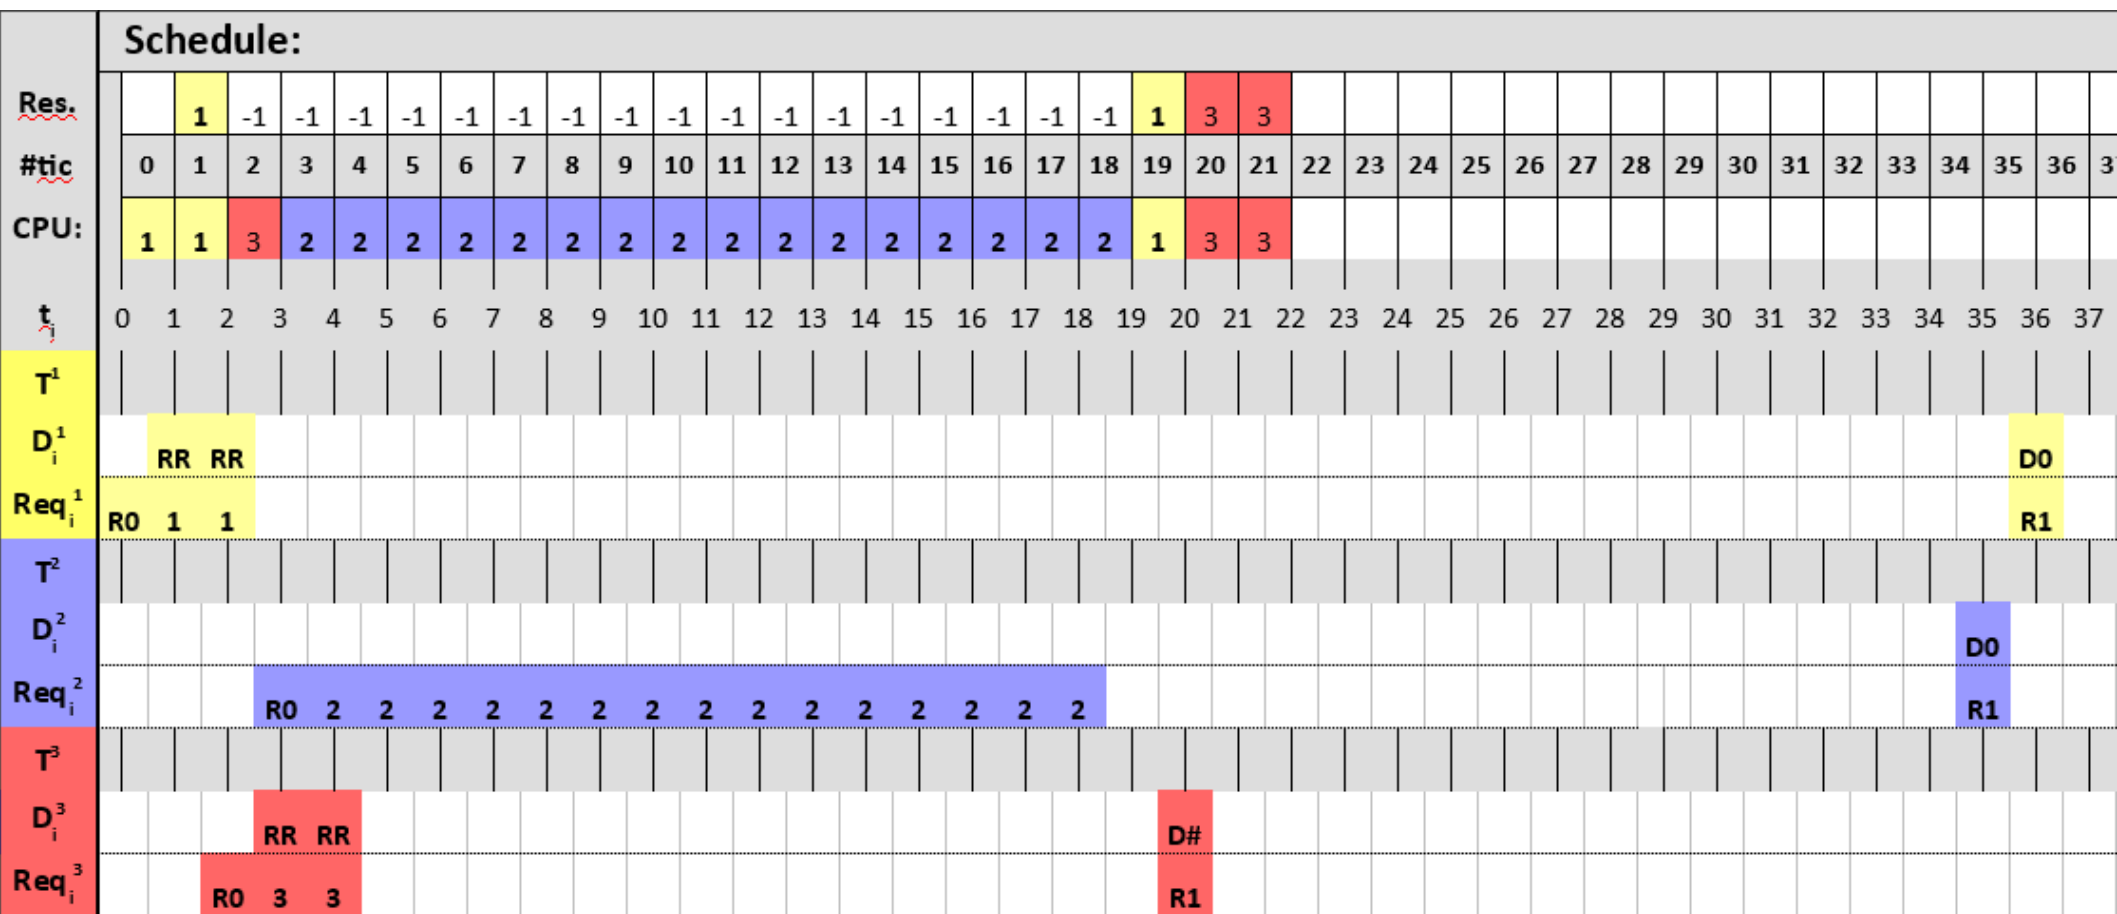 Schedule:
Res. 1 -1 -1 -1 -1 -1 -1 -1 -1 -1 -1 -1 -1 -1 -1 -1 -1 -1 1 3 3
#tic 0 1 2 3 4 5 6 7 8 9 10 11 12 13 14 15 16 17 18 19 20 21 22 23 24 25 26 27 28 29 30 31 32 33 34 35 36
CPU: 1 1 3 2 2 2 2 2 2 2 2 2 2 2 2 2 2 2 2 1 3 3
ti 0 1 2 3 4 5 6 7 8 9 10 11 12 13 14 15 16 17 18 19 20 21 22 23 24 25 26 27 28 29 30 31 32 33 34 35 36 37
T1
Di1 RR RR D0
Reqi1 R0 1 1 R1
T2
Di2 D0
Reqi2 R0 2 2 2 2 2 2 2 2 2 2 2 2 2 2 2 R1
T3
Di3 RR RR D#
Reqi3 R0 3 3 R1